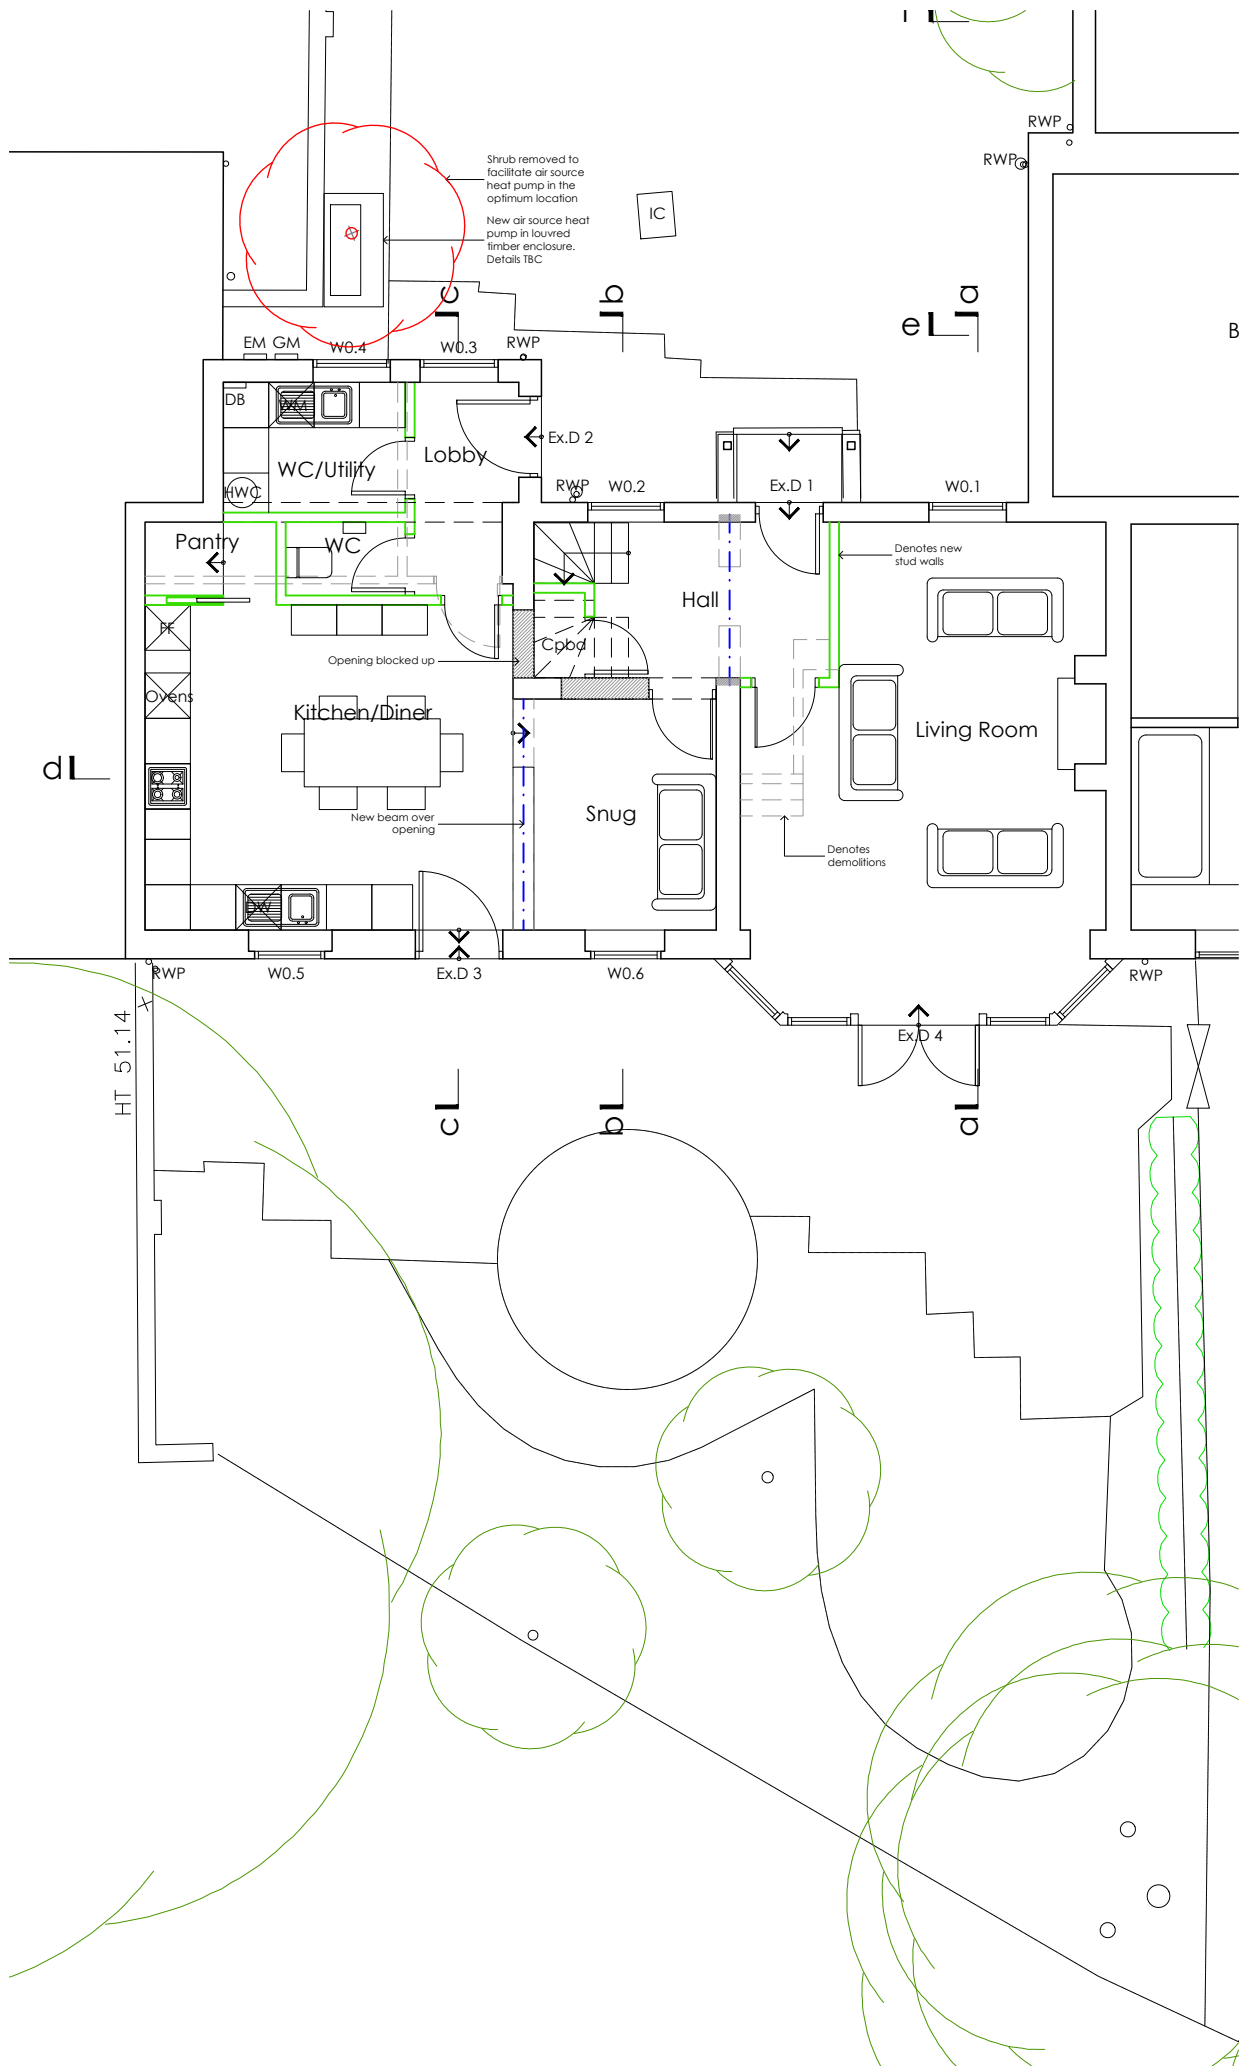 RWP
RWP
Shrub removed to
facilitate air source
heat pump in the
optimum location
IC
New air source heat
pump in louvred
timber enclosure.
Details TBC
c
b
a
e
B
EM GM
W0.4
W0.3
RWP
DB
WM
Lobby
Ex.D 2
WC/Utility
HWC
RWP
W0.2
Ex.D 1
W0.1
Pantry
WC
Denotes new
stud walls
Hall
FF
Cpbd
Opening blocked up
Ovens
Kitchen/Diner
Living Room
d
Snug
New beam over
opening
Denotes
demolitions
DW
RWP
W0.5
Ex.D 3
W0.6
RWP
Ex.D 4
HT 51.14
c
b
a